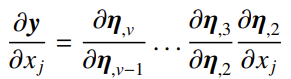 ∂𝒚/∂x_j = ∂𝜼_{,v}/∂𝜼_{,v−1} ⋯ ∂𝜼_{,3}/∂𝜼_{,2} ∂𝜼_{,2}/∂x_j